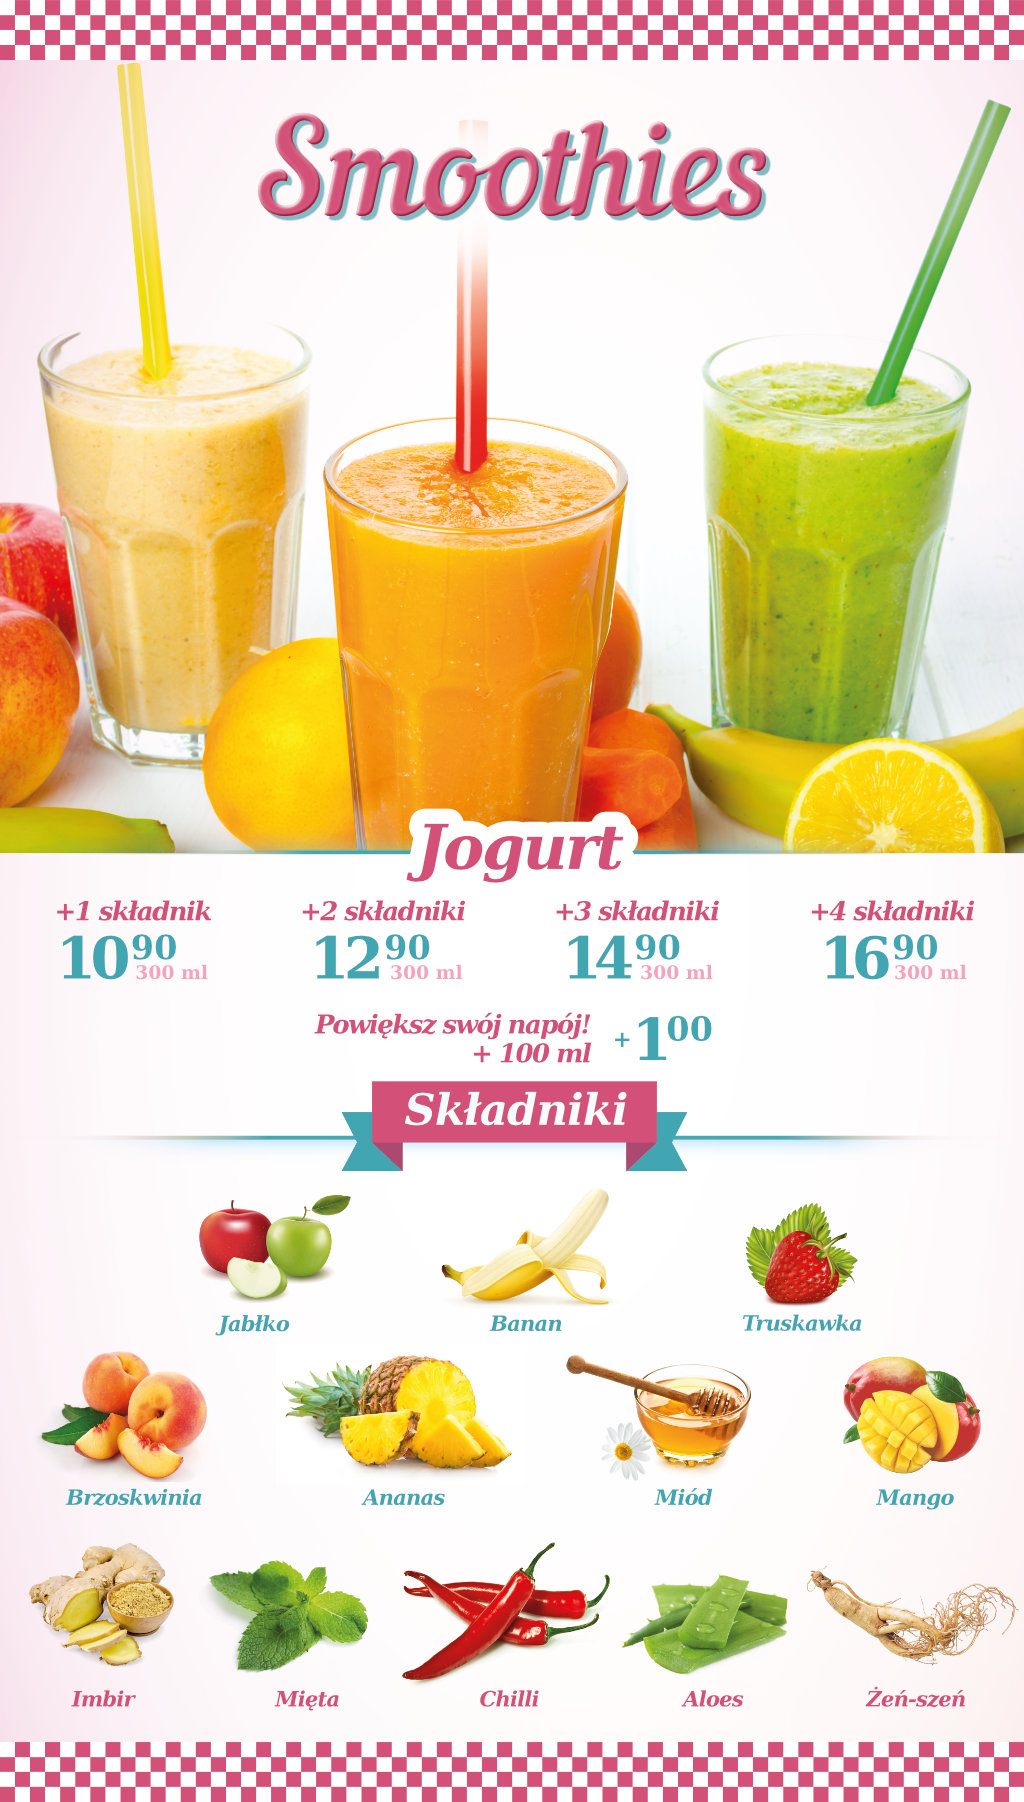 Smoothies
Jogurt
+1 składnik +2 składniki +3 składniki +4 składniki
10 90 300 ml 12 90 300 ml 14 90 300 ml 16 90 300 ml
Powiększ swój napój!
+ 100 ml
+ 1 00
Składniki
Jabłko Banan Truskawka
Brzoskwinia Ananas Miód Mango
Imbir Mięta Chilli Aloes Żeń-szeń